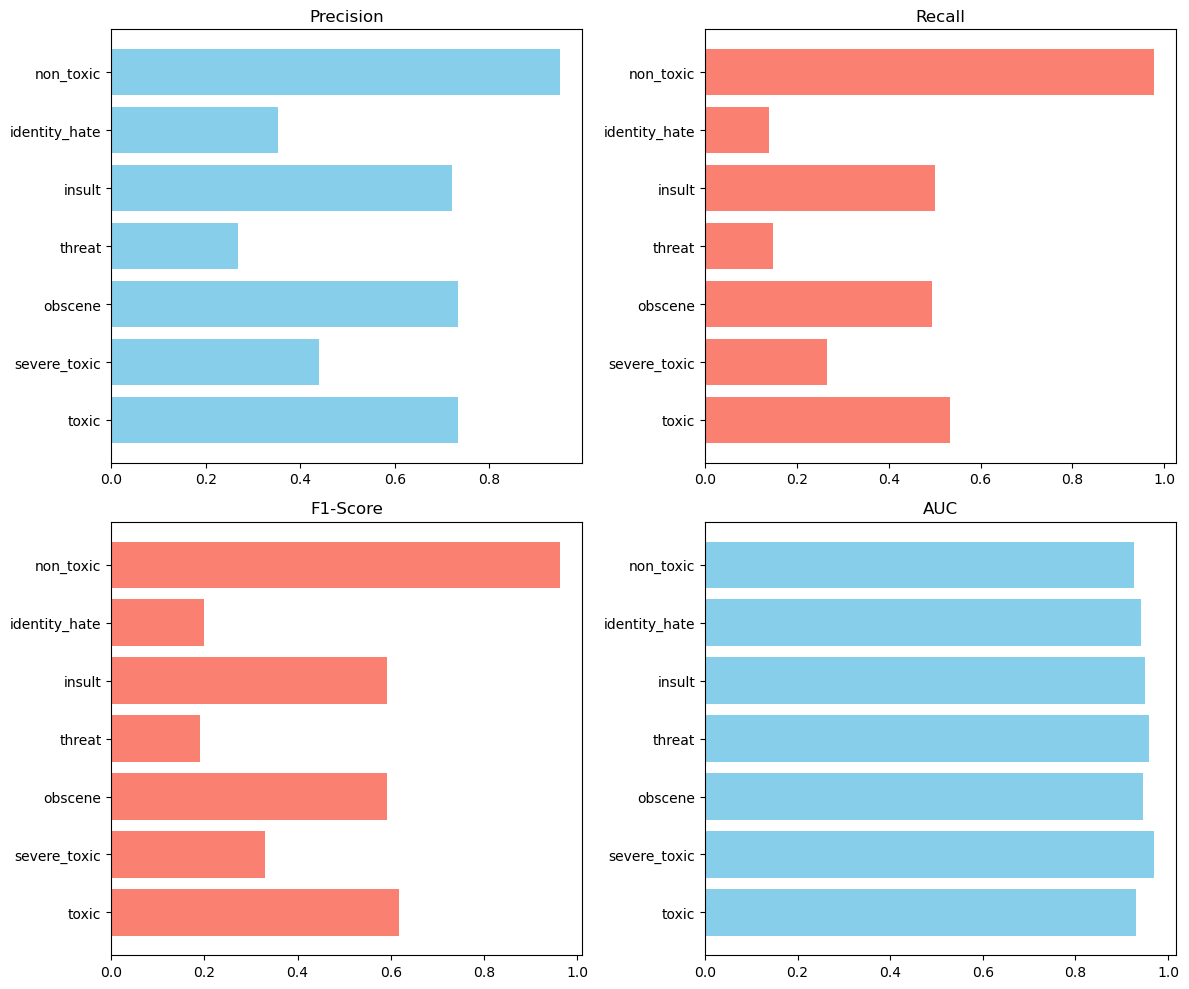 Precision
non_toxic
identity_hate
insult
threat
obscene
severe_toxic
toxic
0.0 0.2 0.4 0.6 0.8
Recall
non_toxic
identity_hate
insult
threat
obscene
severe_toxic
toxic
0.0 0.2 0.4 0.6 0.8 1.0
F1-Score
non_toxic
identity_hate
insult
threat
obscene
severe_toxic
toxic
0.0 0.2 0.4 0.6 0.8 1.0
AUC
non_toxic
identity_hate
insult
threat
obscene
severe_toxic
toxic
0.0 0.2 0.4 0.6 0.8 1.0